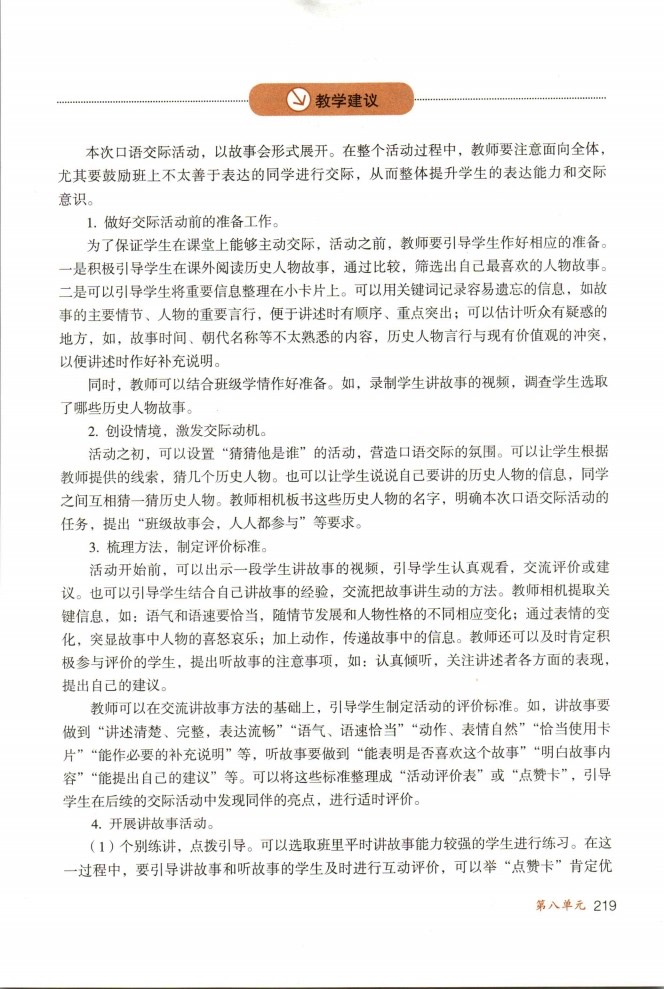 教学建议
本次口语交际活动，以故事会形式展开。在整个活动过程中，教师要注意面向全体，
尤其要鼓励班上不太善于表达的同学进行交际，从而整体提升学生的表达能力和交际
意识。
1. 做好交际活动前的准备工作。
为了保证学生在课堂上能够主动交际，活动之前，教师要引导学生作好相应的准备。
一是积极引导学生在课外阅读历史人物故事，通过比较，筛选出自己最喜欢的人物故事。
二是可以引导学生将重要信息整理在小卡片上。可以用关键词记录容易遗忘的信息，如故
事的主要情节、人物的重要言行，便于讲述时有顺序、重点突出；可以估计听众有疑惑的
地方，如，故事时间、朝代名称等不太熟悉的内容，历史人物言行与现有价值观的冲突，
以便讲述时作好补充说明。
同时，教师可以结合班级学情作好准备。如，录制学生讲故事的视频，调查学生选取
了哪些历史人物故事。
2. 创设情境，激发交际动机。
活动之初，可以设置“猜猜他是谁”的活动，营造口语交际的氛围。可以让学生根据
教师提供的线索，猜几个历史人物。也可以让学生说说自己要讲的历史人物的信息，同学
之间互相猜一猜历史人物。教师相机板书这些历史人物的名字，明确本次口语交际活动的
任务，提出“班级故事会，人人都参与”等要求。
3. 梳理方法，制定评价标准。
活动开始前，可以出示一段学生讲故事的视频，引导学生认真观看，交流评价或建
议。也可以引导学生结合自己讲故事的经验，交流把故事讲生动的方法。教师相机提取关
键信息，如：语气和语速要恰当，随情节发展和人物性格的不同相应变化；通过表情的变
化，突显故事中人物的喜怒哀乐；加上动作，传递故事中的信息。教师还可以及时肯定积
极参与评价的学生，提出听故事的注意事项，如：认真倾听，关注讲述者各方面的表现，
提出自己的建议。
教师可以在交流讲故事方法的基础上，引导学生制定活动的评价标准。如，讲故事要
做到“讲述清楚、完整，表达流畅”“语气、语速恰当”“动作、表情自然”“恰当使用卡
片”“能作必要的补充说明”等，听故事要做到“能表明是否喜欢这个故事”“明白故事内
容”“能提出自己的建议”等。可以将这些标准整理成“活动评价表”或“点赞卡”，引导
学生在后续的交际活动中发现同伴的亮点，进行适时评价。
4. 开展讲故事活动。
（1）个别练讲，点拨引导。可以选取班里平时讲故事能力较强的学生进行练习。在这
一过程中，要引导讲故事和听故事的学生及时进行互动评价，可以举“点赞卡”肯定优
第八单元 219